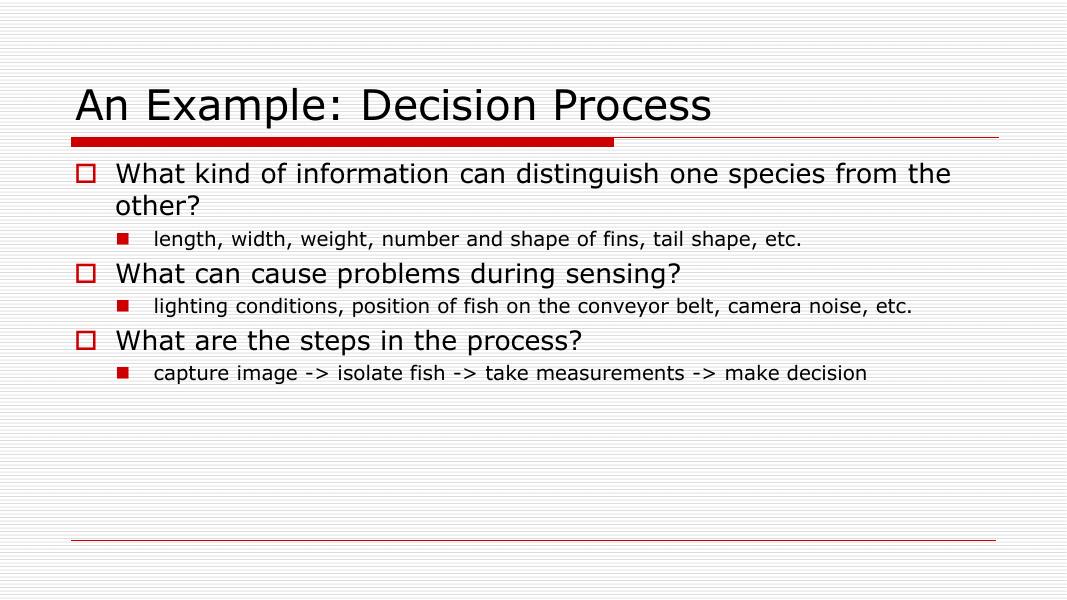 An Example: Decision Process
What kind of information can distinguish one species from the
other?
length, width, weight, number and shape of fins, tail shape, etc.
What can cause problems during sensing?
lighting conditions, position of fish on the conveyor belt, camera noise, etc.
What are the steps in the process?
capture image -> isolate fish -> take measurements -> make decision